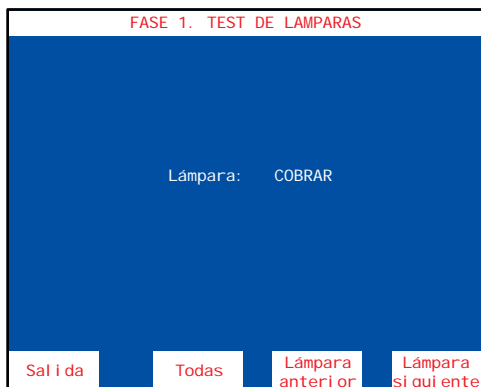 FASE 1. TEST DE LAMPARAS
Lámpara: COBRAR
Salida Todas Lámpara anterior Lámpara siguiente